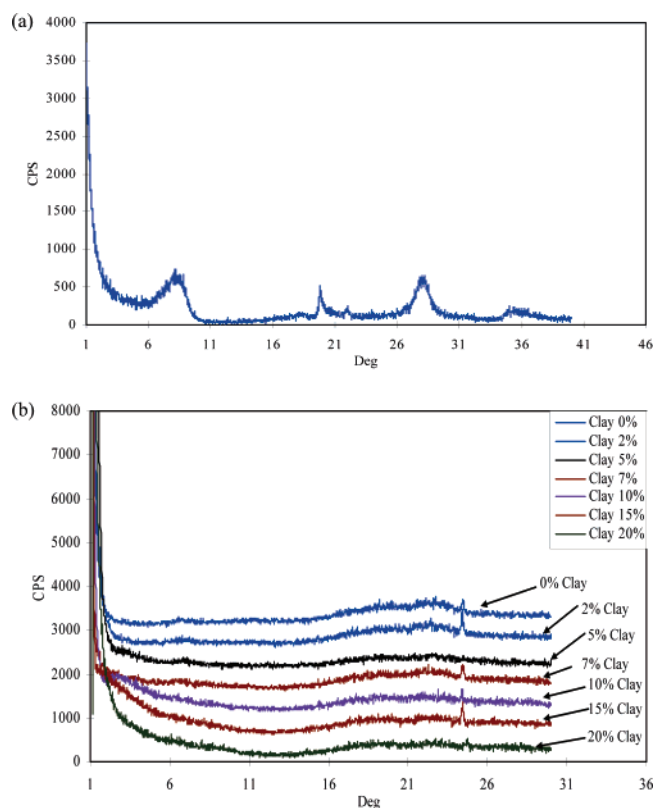 (a)
4000
3500
3000
2500
2000
1500
1000
500
0
CPS
1 6 11 16 21 26 31 36 41 46
Deg
(b)
8000
7000
6000
5000
4000
3000
2000
1000
0
CPS
Clay 0%
Clay 2%
Clay 5%
Clay 7%
Clay 10%
Clay 15%
Clay 20%
0% Clay
2% Clay
5% Clay
7% Clay
10% Clay
15% Clay
20% Clay
1 6 11 16 21 26 31 36
Deg